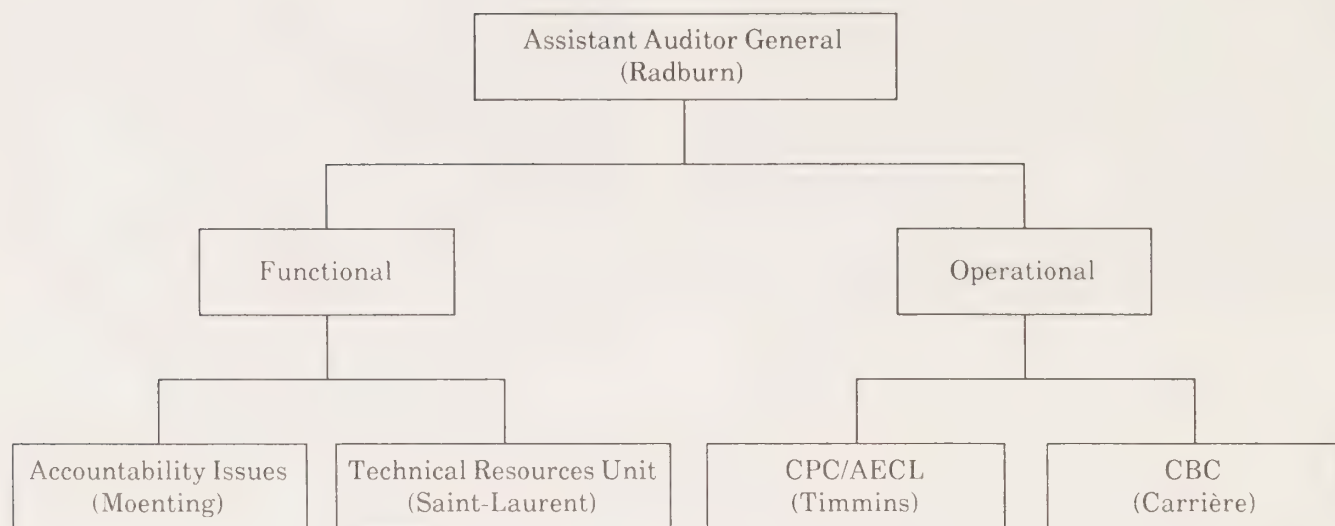 Assistant Auditor General
(Radburn)
Functional
Operational
Accountability Issues
(Moenting)
Technical Resources Unit
(Saint-Laurent)
CPC/AECL
(Timmins)
CBC
(Carrière)